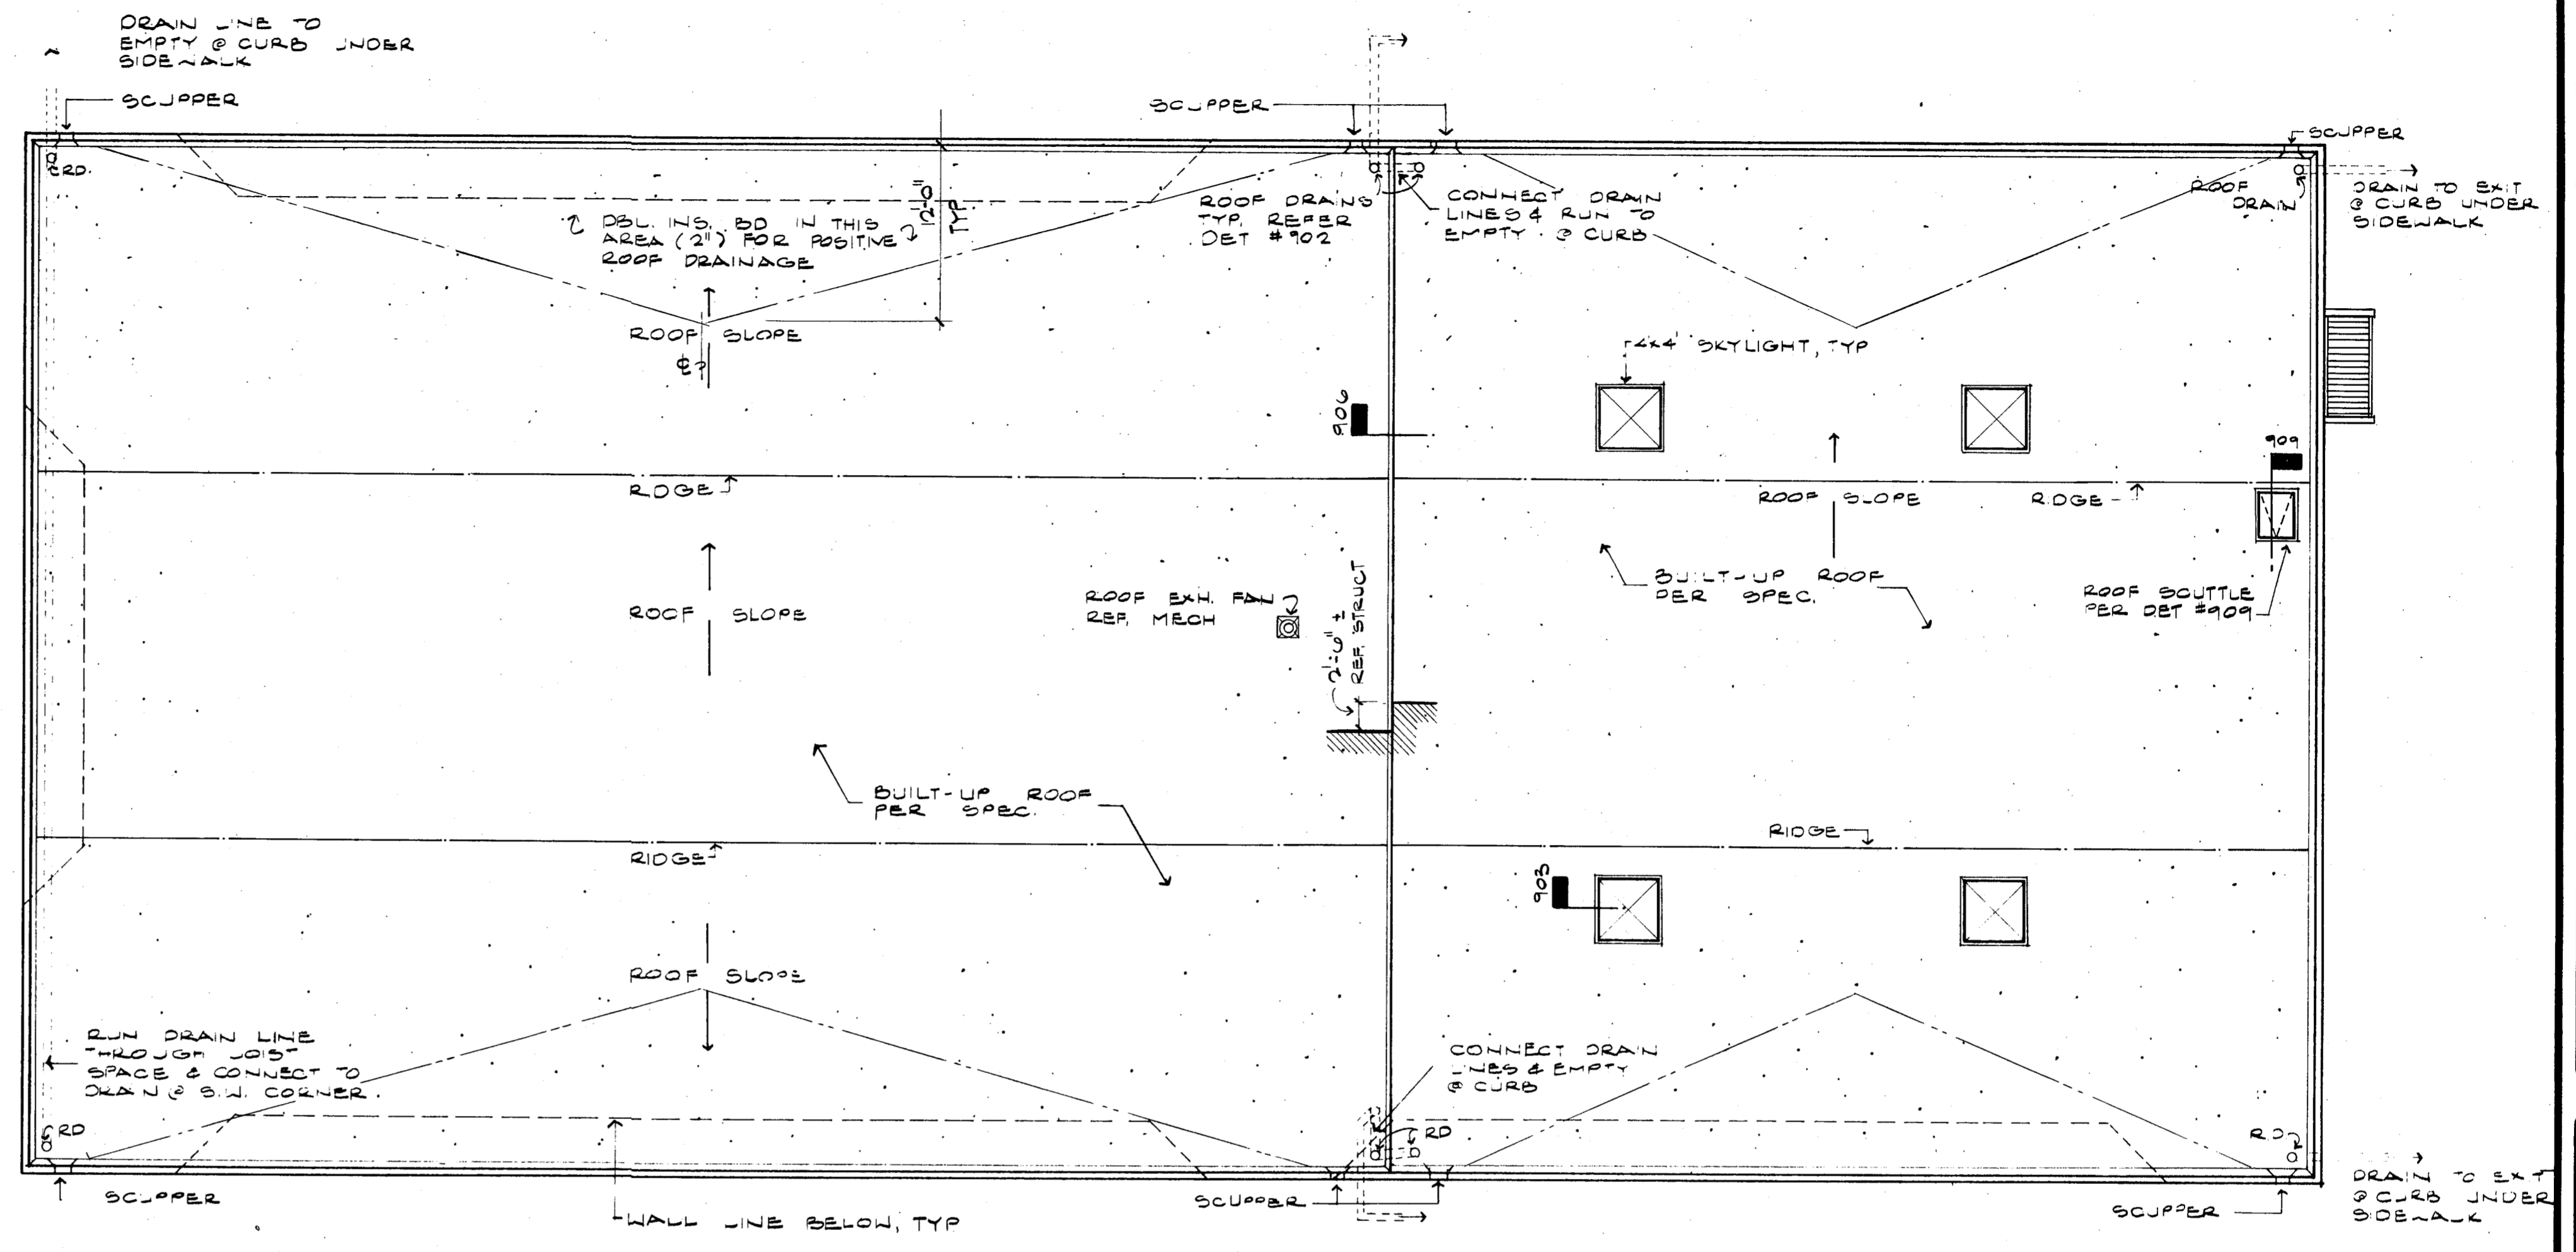 DRAIN LINE TO
EMPTY @ CURB UNDER
SIDEWALK
SCUPPER
SCUPPER
SCUPPER
RD.
ROOF DRAINS
TYP, REFER
DET #902
CONNECT DRAIN
LINES & RUN TO
EMPTY @ CURB
ROOF
DRAIN
DRAIN TO EXIT
@ CURB UNDER
SIDEWALK
DBL. INS. BD IN THIS
AREA (2") FOR POSITIVE
ROOF DRAINAGE
12'-0"
TYP
ROOF SLOPE
4x4' SKYLIGHT, TYP
906
909
RIDGE
ROOF SLOPE
RIDGE
ROOF SLOPE
ROOF EXH. FAN
REF. MECH
2'-6" ±
REF. STRUCT
BUILT-UP ROOF
PER SPEC.
ROOF SCUTTLE
PER DET #909
BUILT-UP ROOF
PER SPEC.
RIDGE
RIDGE
903
ROOF SLOPE
RUN DRAIN LINE
THROUGH JOIST
SPACE & CONNECT TO
DRAIN @ S.W. CORNER.
CONNECT DRAIN
LINES & EMPTY
@ CURB
RD
RD
R.D
SCUPPER
WALL LINE BELOW, TYP
SCUPPER
SCUPPER
DRAIN TO EXIT
@ CURB UNDER
SIDEWALK